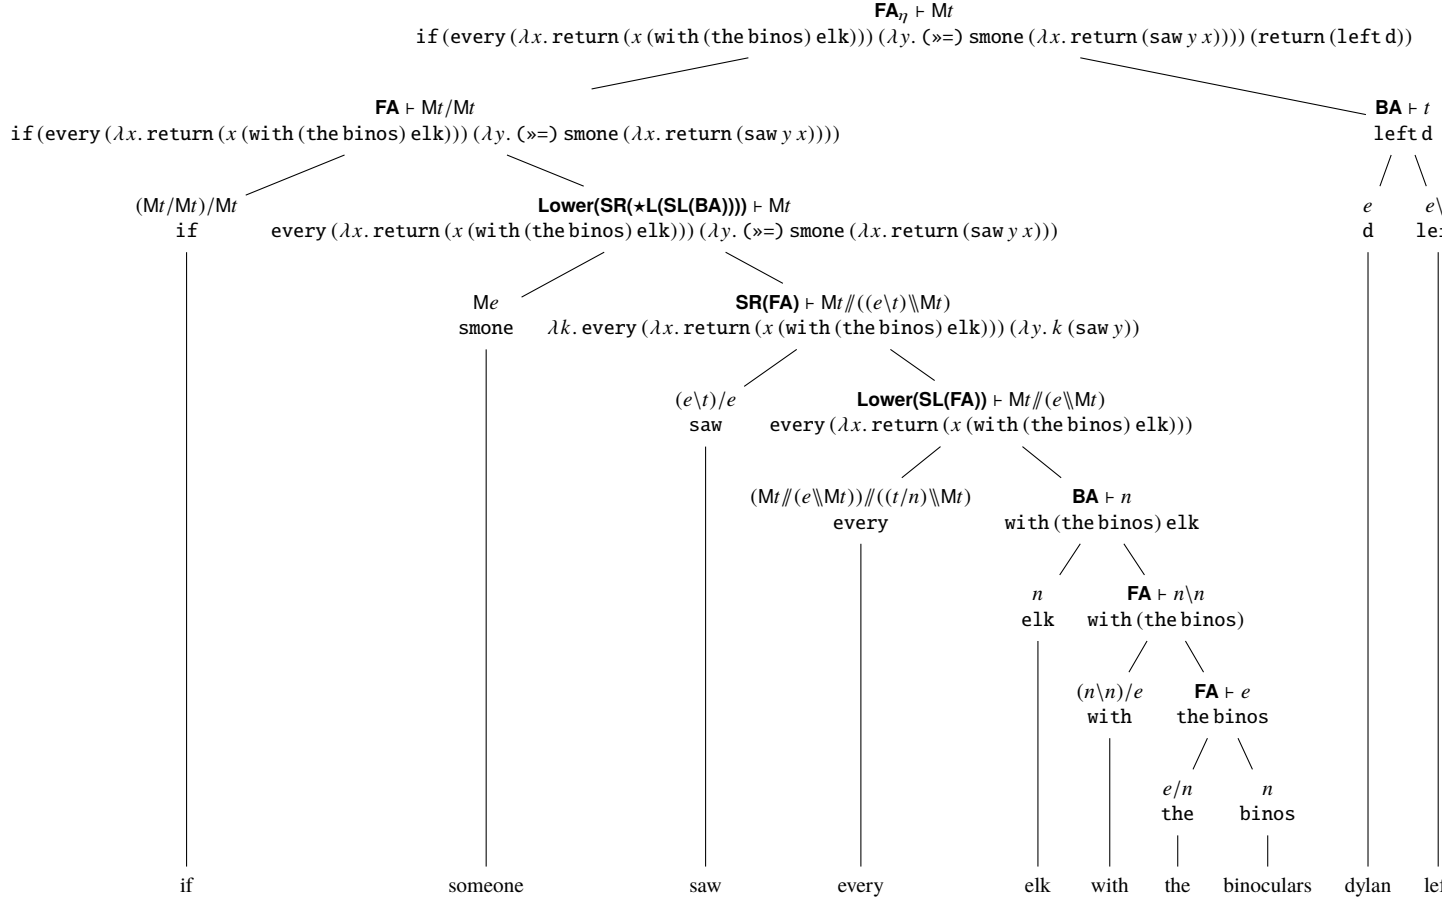 FAη ⊢ Mt
if (every (λx. return (x (with (the binos) elk))) (λy. (»=) smone (λx. return (saw y x)))) (return (left d))
FA ⊢ Mt/Mt
BA ⊢ t
if (every (λx. return (x (with (the binos) elk))) (λy. (»=) smone (λx. return (saw y x))))
left d
(Mt/Mt)/Mt
Lower(SR(⋆L(SL(BA)))) ⊢ Mt
e
e\
if
every (λx. return (x (with (the binos) elk))) (λy. (»=) smone (λx. return (saw y x)))
d
Me
SR(FA) ⊢ Mt⫽((e\t)⑊Mt)
smone
λk. every (λx. return (x (with (the binos) elk))) (λy. k (saw y))
(e\t)/e
Lower(SL(FA)) ⊢ Mt⫽(e⑊Mt)
saw
every (λx. return (x (with (the binos) elk)))
(Mt⫽(e⑊Mt))⫽((t/n)⑊Mt)
BA ⊢ n
every
with (the binos) elk
n
FA ⊢ n\n
elk
with (the binos)
(n\n)/e
FA ⊢ e
with
the binos
e/n
n
the
binos
if someone saw every elk with the binoculars dylan